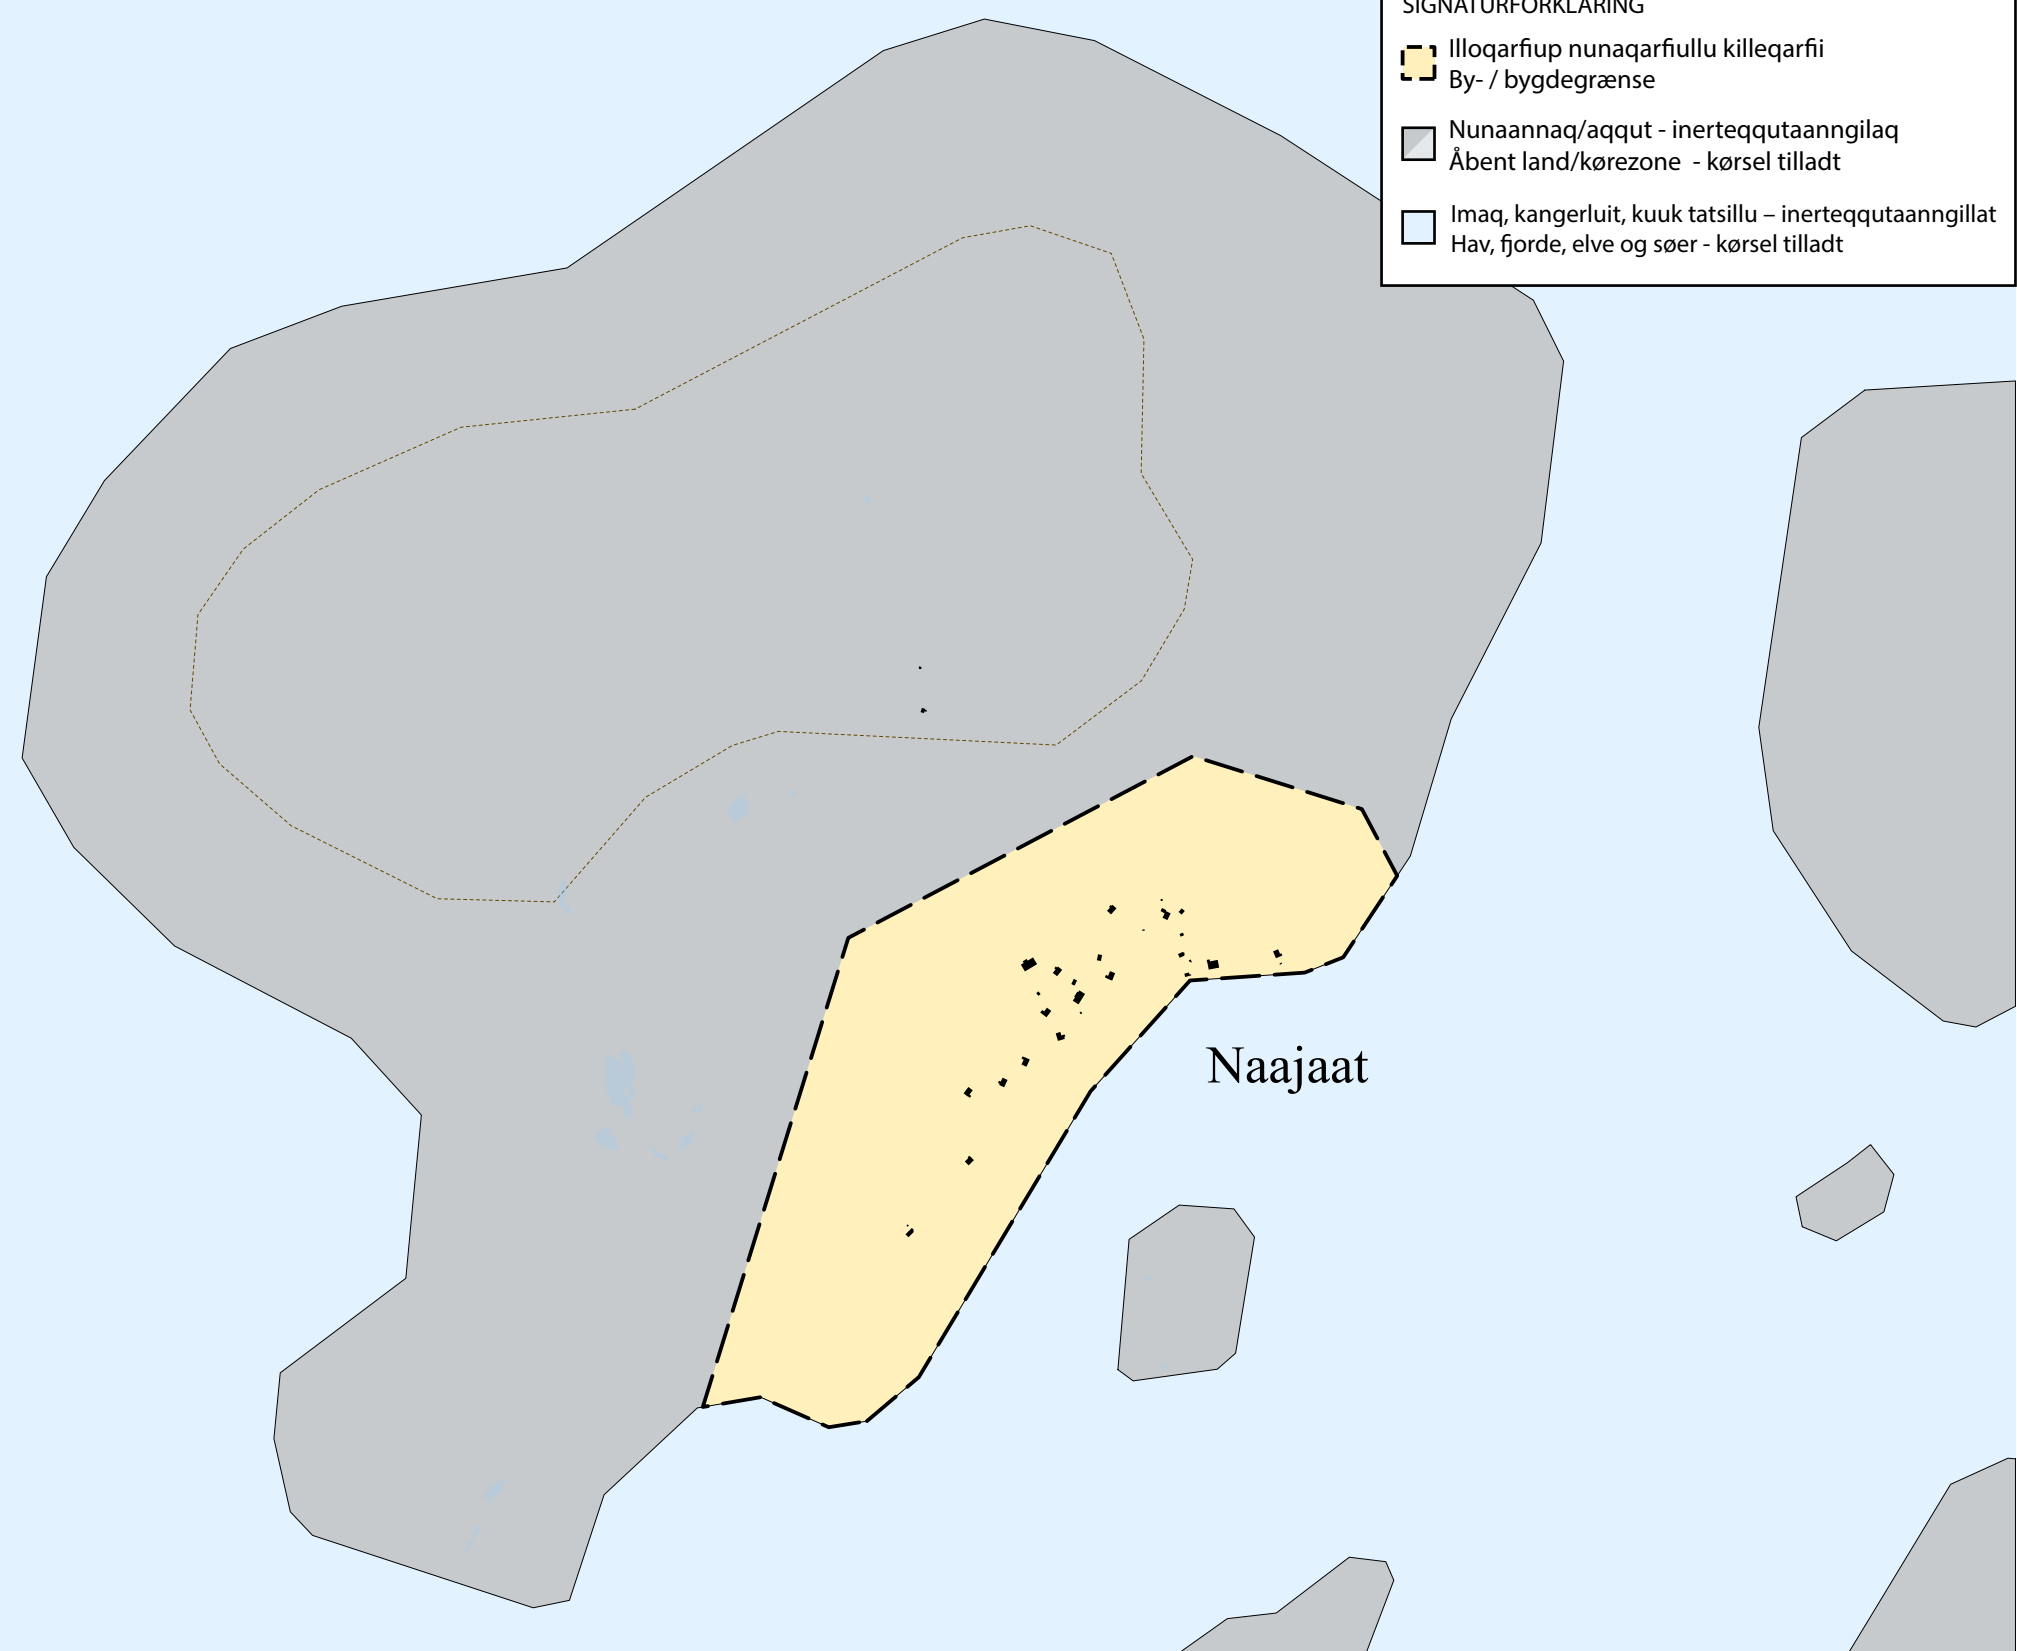 SIGNATURFORKLARING
Illoqarfiup nunaqarfiullu killeqarfii
By- / bygdegrænse
Nunaannaq/aqqut - inerteqqutaanngilaq
Åbent land/kørezone - kørsel tilladt
Imaq, kangerluit, kuuk tatsillu – inerteqqutaanngillat
Hav, fjorde, elve og søer - kørsel tilladt
Naajaat